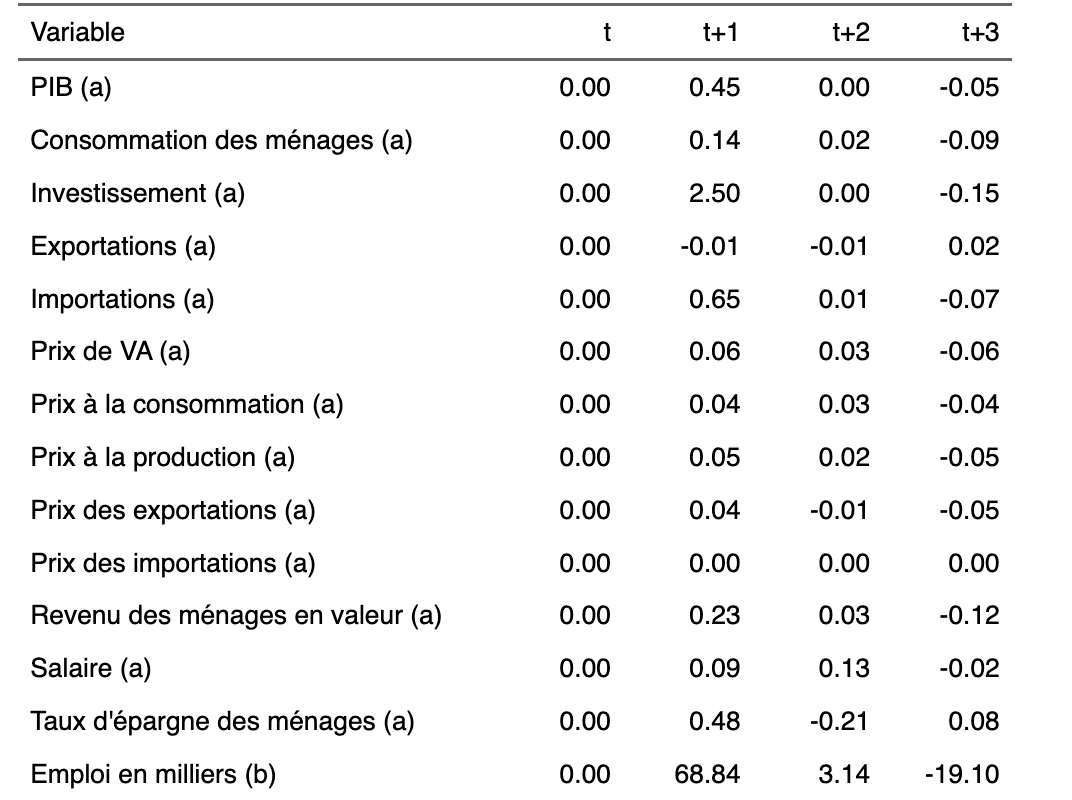 Variable t t+1 t+2 t+3
PIB (a) 0.00 0.45 0.00 -0.05
Consommation des ménages (a) 0.00 0.14 0.02 -0.09
Investissement (a) 0.00 2.50 0.00 -0.15
Exportations (a) 0.00 -0.01 -0.01 0.02
Importations (a) 0.00 0.65 0.01 -0.07
Prix de VA (a) 0.00 0.06 0.03 -0.06
Prix à la consommation (a) 0.00 0.04 0.03 -0.04
Prix à la production (a) 0.00 0.05 0.02 -0.05
Prix des exportations (a) 0.00 0.04 -0.01 -0.05
Prix des importations (a) 0.00 0.00 0.00 0.00
Revenu des ménages en valeur (a) 0.00 0.23 0.03 -0.12
Salaire (a) 0.00 0.09 0.13 -0.02
Taux d'épargne des ménages (a) 0.00 0.48 -0.21 0.08
Emploi en milliers (b) 0.00 68.84 3.14 -19.10